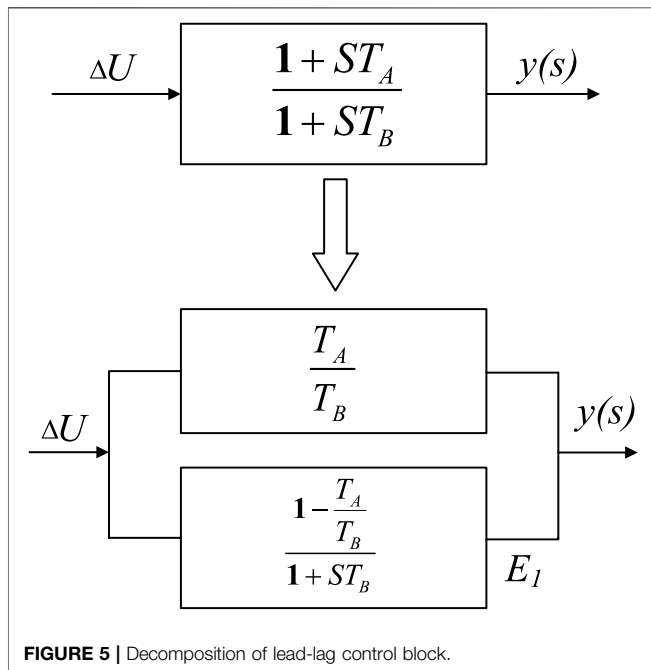 ΔU
1 + ST_A
1 + ST_B
y(s)
T_A
T_B
ΔU
y(s)
1 - T_A
T_B
1 + ST_B
E_1
FIGURE 5 | Decomposition of lead-lag control block.